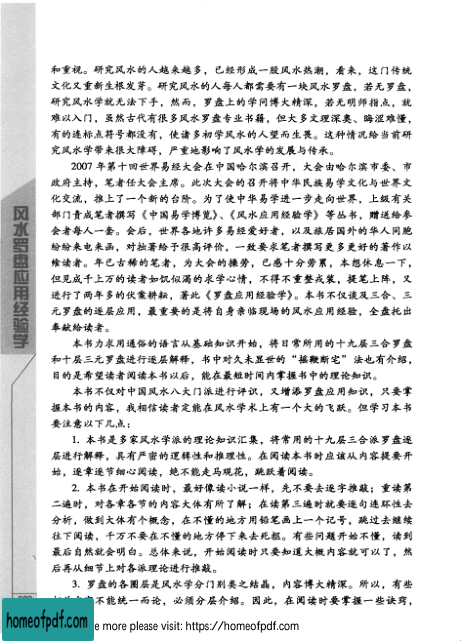 和重视。研究风水的人越来越多，已经形成一股风水热潮，看来，这门传统
文化又重新生根发芽。研究风水的人每人都需要有一块风水罗盘，若无罗盘，
研究风水学就无法下手，然而，罗盘上的学问博大精深，若无明师指点，就
难以入门，虽然古代有很多风水罗盘专业书籍，但大多文理深奥、晦涩难懂，
有的连标点符号都没有，使诸多初学风水的人望而生畏。这种情况给当前研
究风水学带来很大障碍，严重地影响了风水学的发展与传承。
2007 年第十回世界易经大会在中国哈尔滨召开，大会由哈尔滨市委、市
政府主持，笔者任大会主席。此次大会的召开将中华民族易学文化与世界文
化交流，推上了一个新的台阶。为了使中华易学进一步走向世界，上级有关
部门责成笔者撰写《中国易学博览》、《风水应用经验学》等丛书，赠送给参
会者每人一套。会后，世界各地许多易经爱好者，以及旅居国外的华人同胞
纷纷来电来函，对拙著给予很高评价，一致要求笔者撰写更多更好的著作以
飨读者。年已古稀的笔者，为大会的操劳，已感十分劳累，本想休息一下，
但见成千上万的读者如饥似渴的求学心情，不得不重整戎装，提笔上阵，又
进行了两年多的伏案耕耘，著此《罗盘应用经验学》。本书不仅谈及三合、三
元罗盘的逐层应用，最重要的是将自身亲临现场的风水应用经验，全盘托出
奉献给读者。
本书力求用通俗的语言从基础知识开始，将日常所用的十九层三合罗盘
和十层三元罗盘进行逐层解释，书中对久未显世的“摇鞭断宅”法也有介绍，
目的是希望读者阅读本书以后，能在最短时间内掌握书中的理论知识。
本书不仅对中国风水八大门派进行评识，又增添罗盘应用知识，只要掌
握本书的内容，我相信读者定能在风水学术上有一个大的飞跃。但学习本书
要注意以下几点：
1. 本书是多家风水学派的理论知识汇集，将常用的十九层三合派罗盘逐
层进行解释，具有严密的逻辑性和推理性。在阅读本书时应该从内容提要开
始，逐章逐节细心阅读，绝不能走马观花，跳跃着阅读。
2. 本书在开始阅读时，最好像读小说一样，先不要去逐字推敲；重读第
二遍时，对各章各节的内容大体有所了解；在读第三遍时就要逐句连环性去
分析，做到大体有个概念，在不懂的地方用铅笔画上一个记号，跳过去继续
往下阅读，千万不要在不懂的地方停下来去死抠。有些问题开始不懂，读到
最后自然就会明白。总体来说，开始阅读时只要知道大概内容就可以了，然
后再从细节上对各派理论进行推敲。
3. 罗盘的各圈层是风水学分门别类之结晶，内容博大精深。所以，有些
不能统一而论，必须分层介绍。因此，在阅读时要掌握一些诀窍，
风水罗盘应用经验学
homeofpdf.com
e more please visit: https://homeofpdf.com